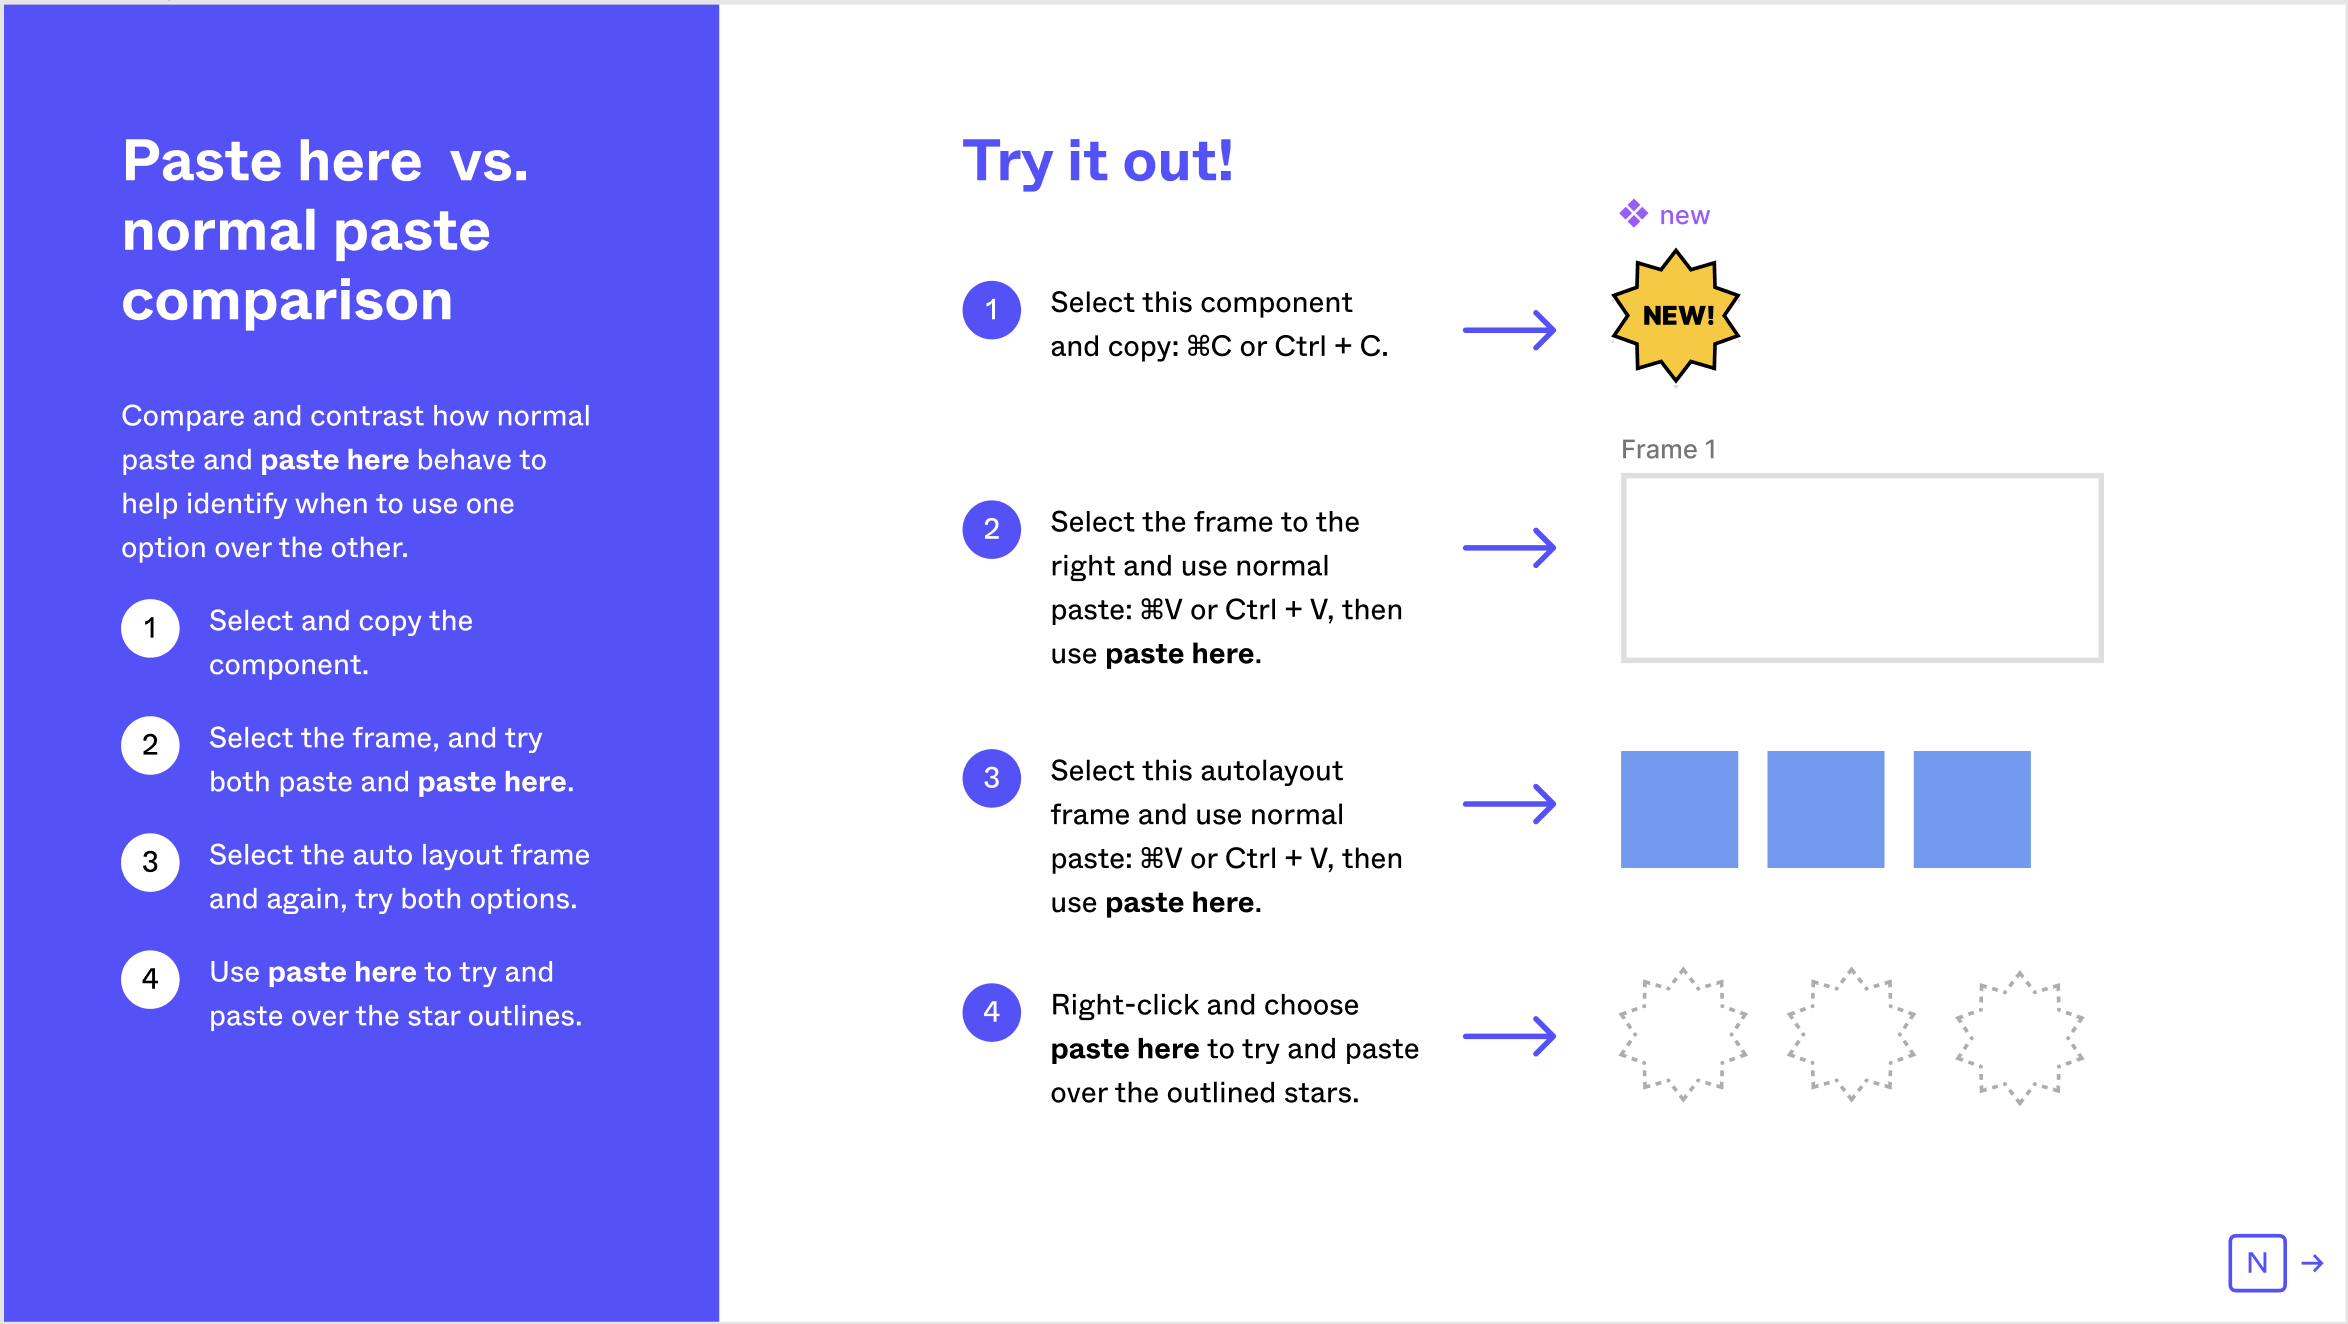 Paste here  vs.
normal paste
comparison
Compare and contrast how normal
paste and paste here behave to
help identify when to use one
option over the other.
1
Select and copy the
component.
2
Select the frame, and try
both paste and paste here.
3
Select the auto layout frame
and again, try both options.
4
Use paste here to try and
paste over the star outlines.
Try it out!
1
Select this component
and copy: ⌘C or Ctrl + C.
new
NEW!
2
Select the frame to the
right and use normal
paste: ⌘V or Ctrl + V, then
use paste here.
Frame 1
3
Select this autolayout
frame and use normal
paste: ⌘V or Ctrl + V, then
use paste here.
4
Right-click and choose
paste here to try and paste
over the outlined stars.
N